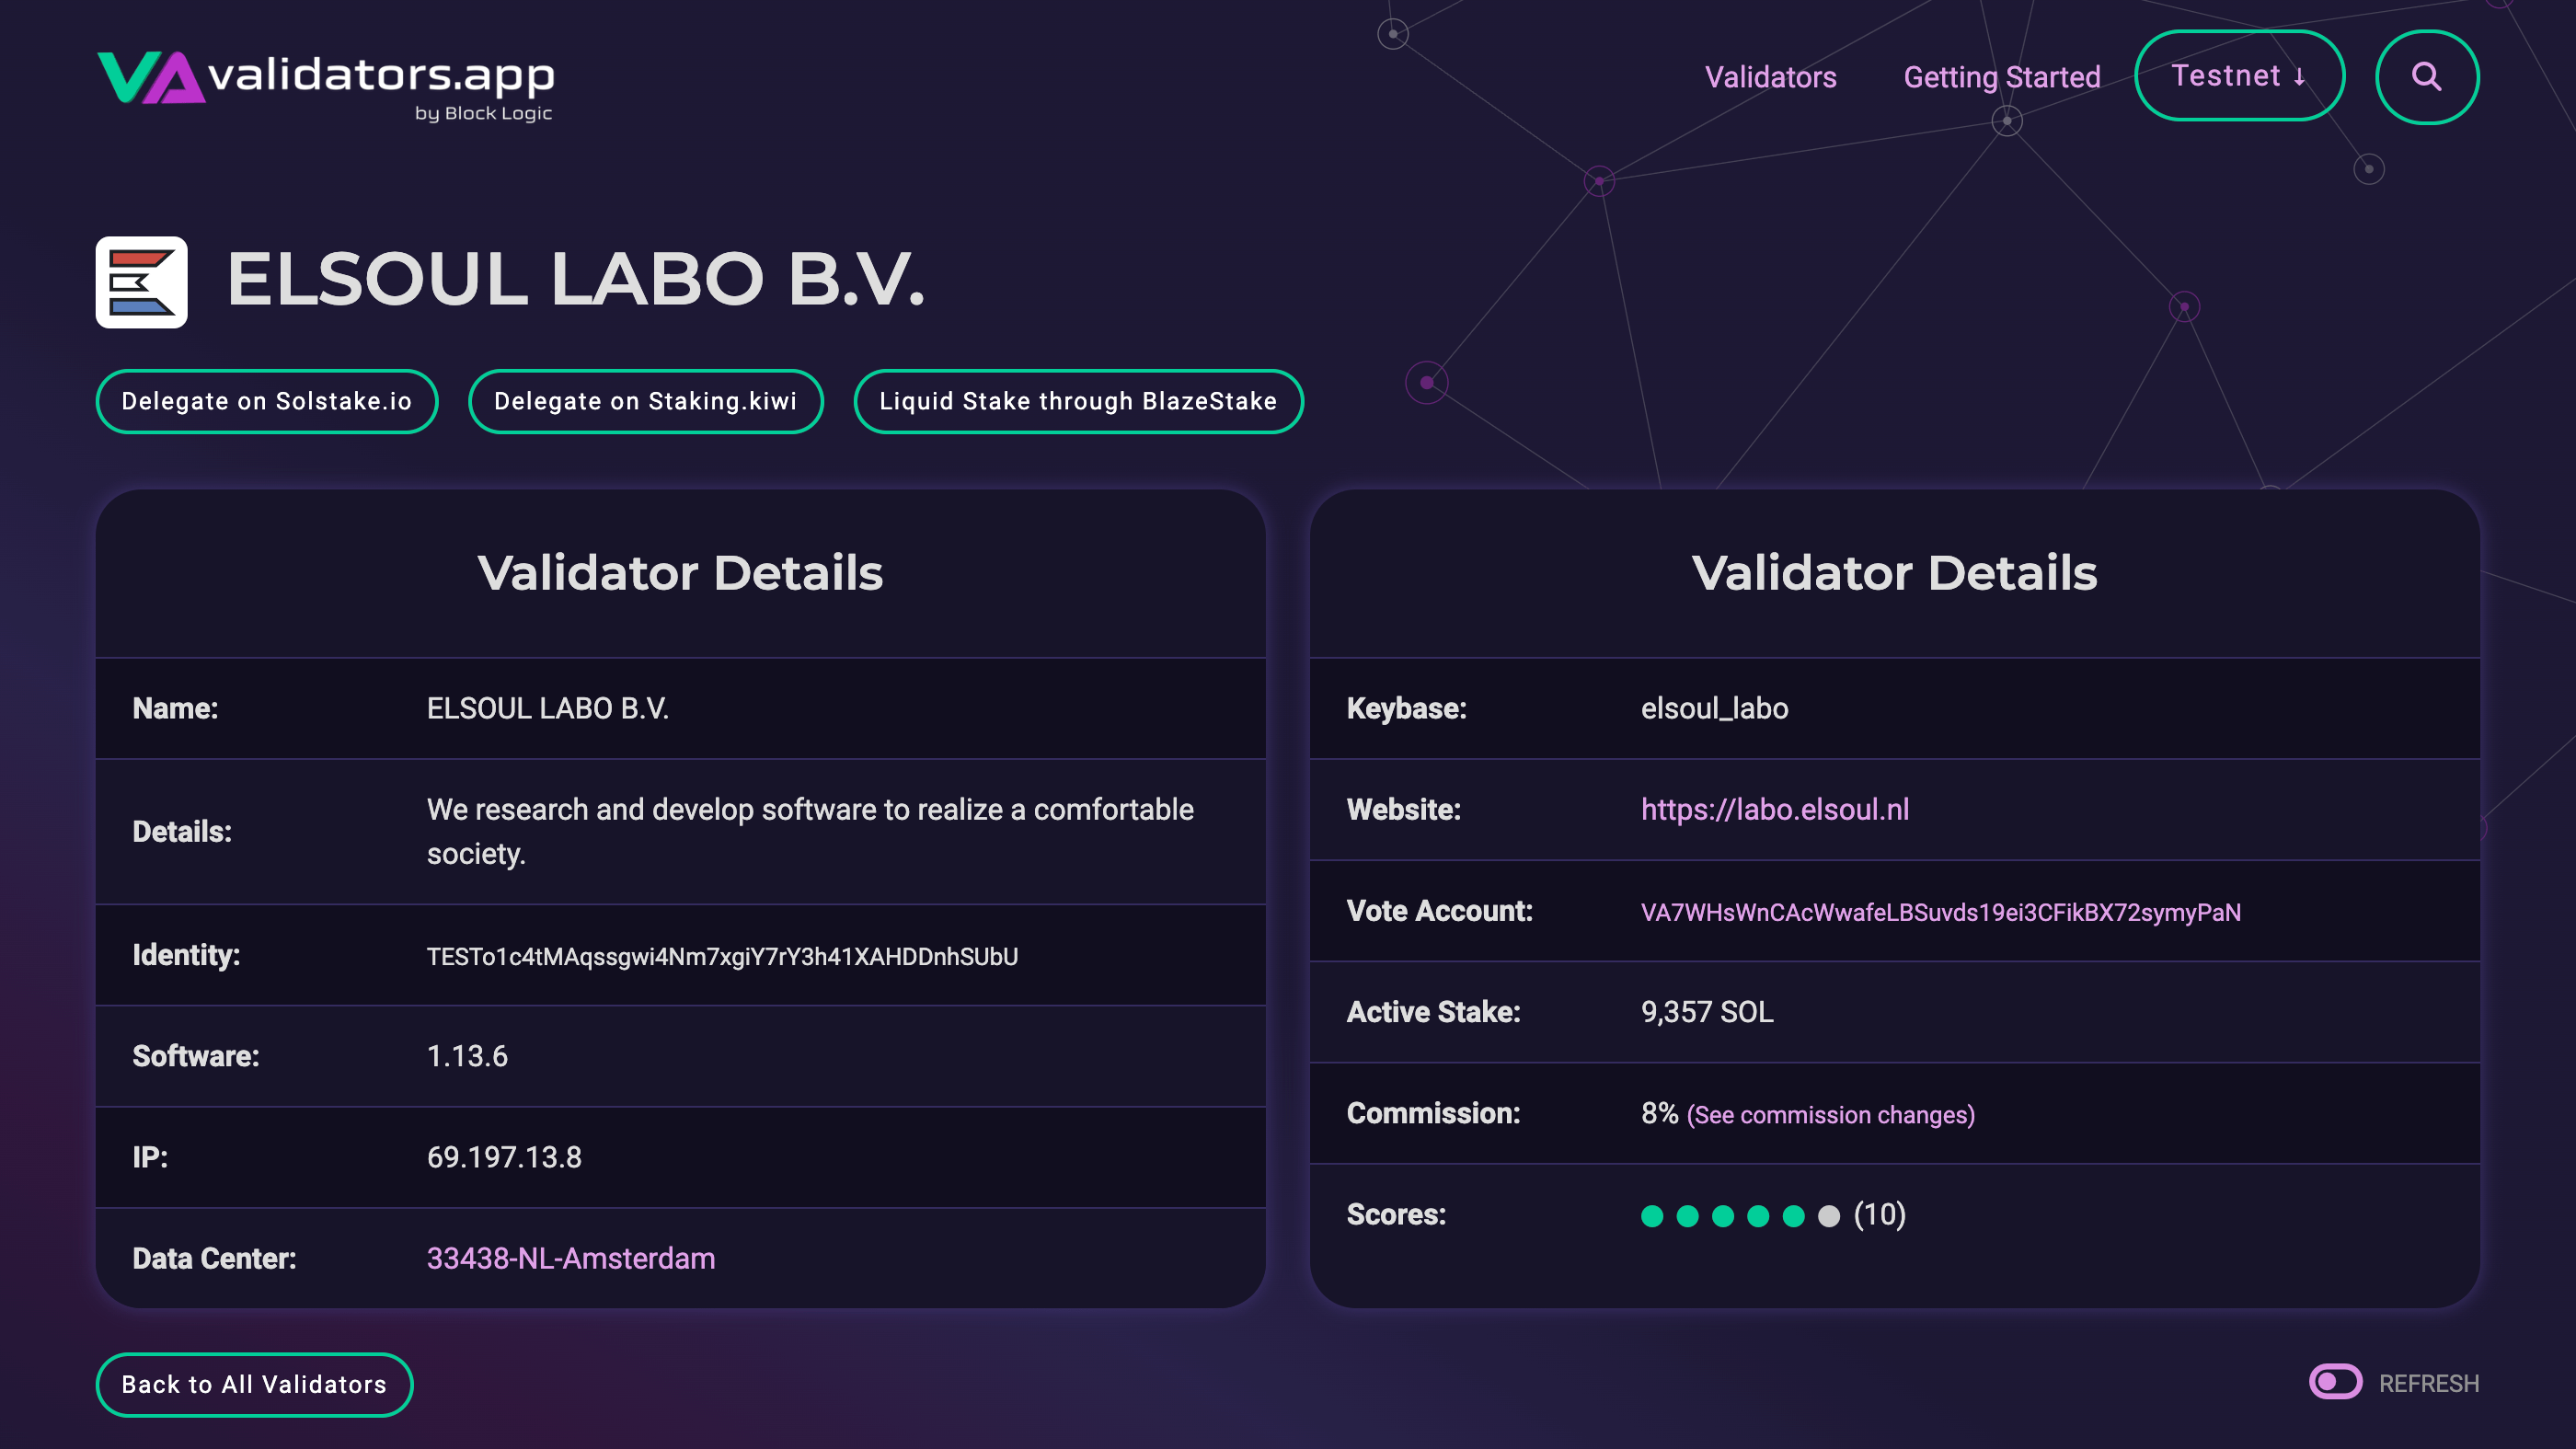 validators.app
by Block Logic
Validators
Getting Started
Testnet ↓
ELSOUL LABO B.V.
Delegate on Solstake.io
Delegate on Staking.kiwi
Liquid Stake through BlazeStake
Validator Details
Name: ELSOUL LABO B.V.
Details: We research and develop software to realize a comfortable
society.
Identity: TESTo1c4tMAqssgwi4Nm7xgiY7rY3h41XAHDDnhSUbU
Software: 1.13.6
IP: 69.197.13.8
Data Center: 33438-NL-Amsterdam
Validator Details
Keybase: elsoul_labo
Website: https://labo.elsoul.nl
Vote Account: VA7WHsWnCAcWwafeLBSuvds19ei3CFikBX72symyPaN
Active Stake: 9,357 SOL
Commission: 8% (See commission changes)
Scores: (10)
Back to All Validators
REFRESH